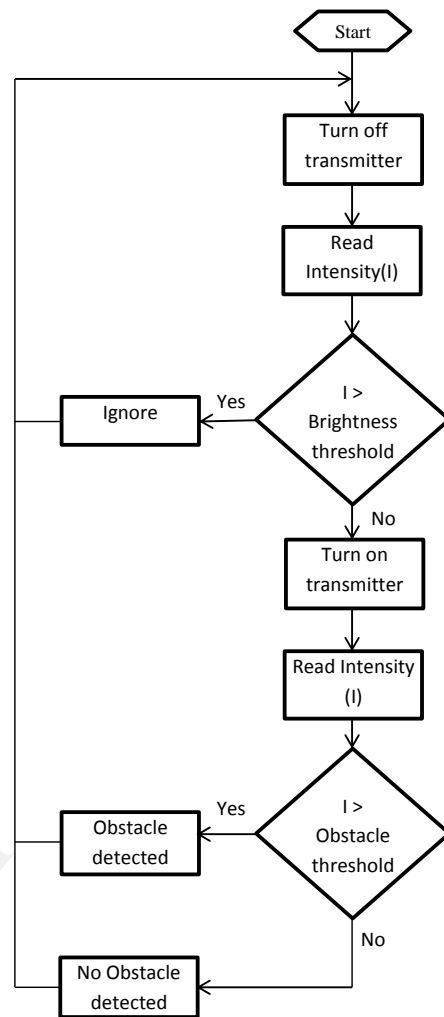 Start
Turn off
transmitter
Read
Intensity(I)
I >
Brightness
threshold
Yes
Ignore
No
Turn on
transmitter
Read Intensity
(I)
I >
Obstacle
threshold
Yes
Obstacle
detected
No
No Obstacle
detected